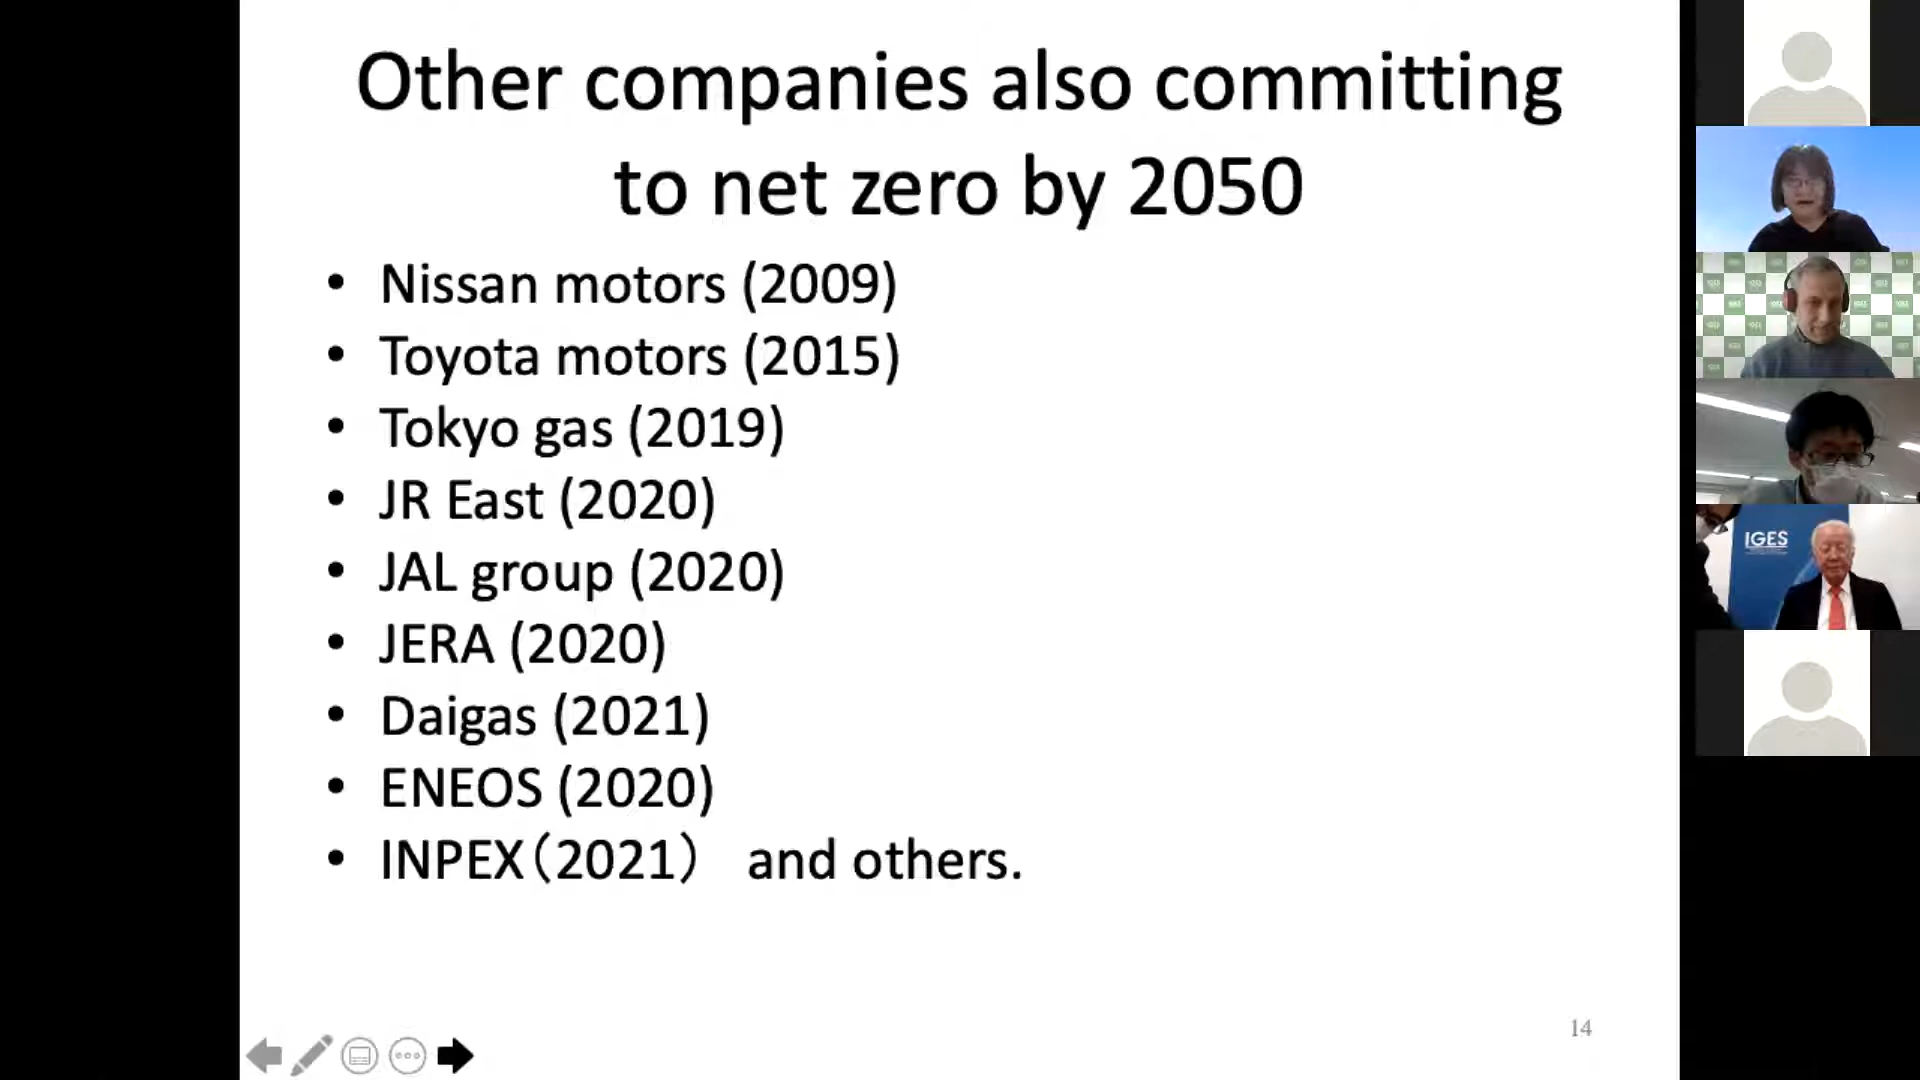 Other companies also committing
to net zero by 2050
• Nissan motors (2009)
• Toyota motors (2015)
• Tokyo gas (2019)
• JR East (2020)
• JAL group (2020)
• JERA (2020)
• Daigas (2021)
• ENEOS (2020)
• INPEX（2021） and others.
14
IGES